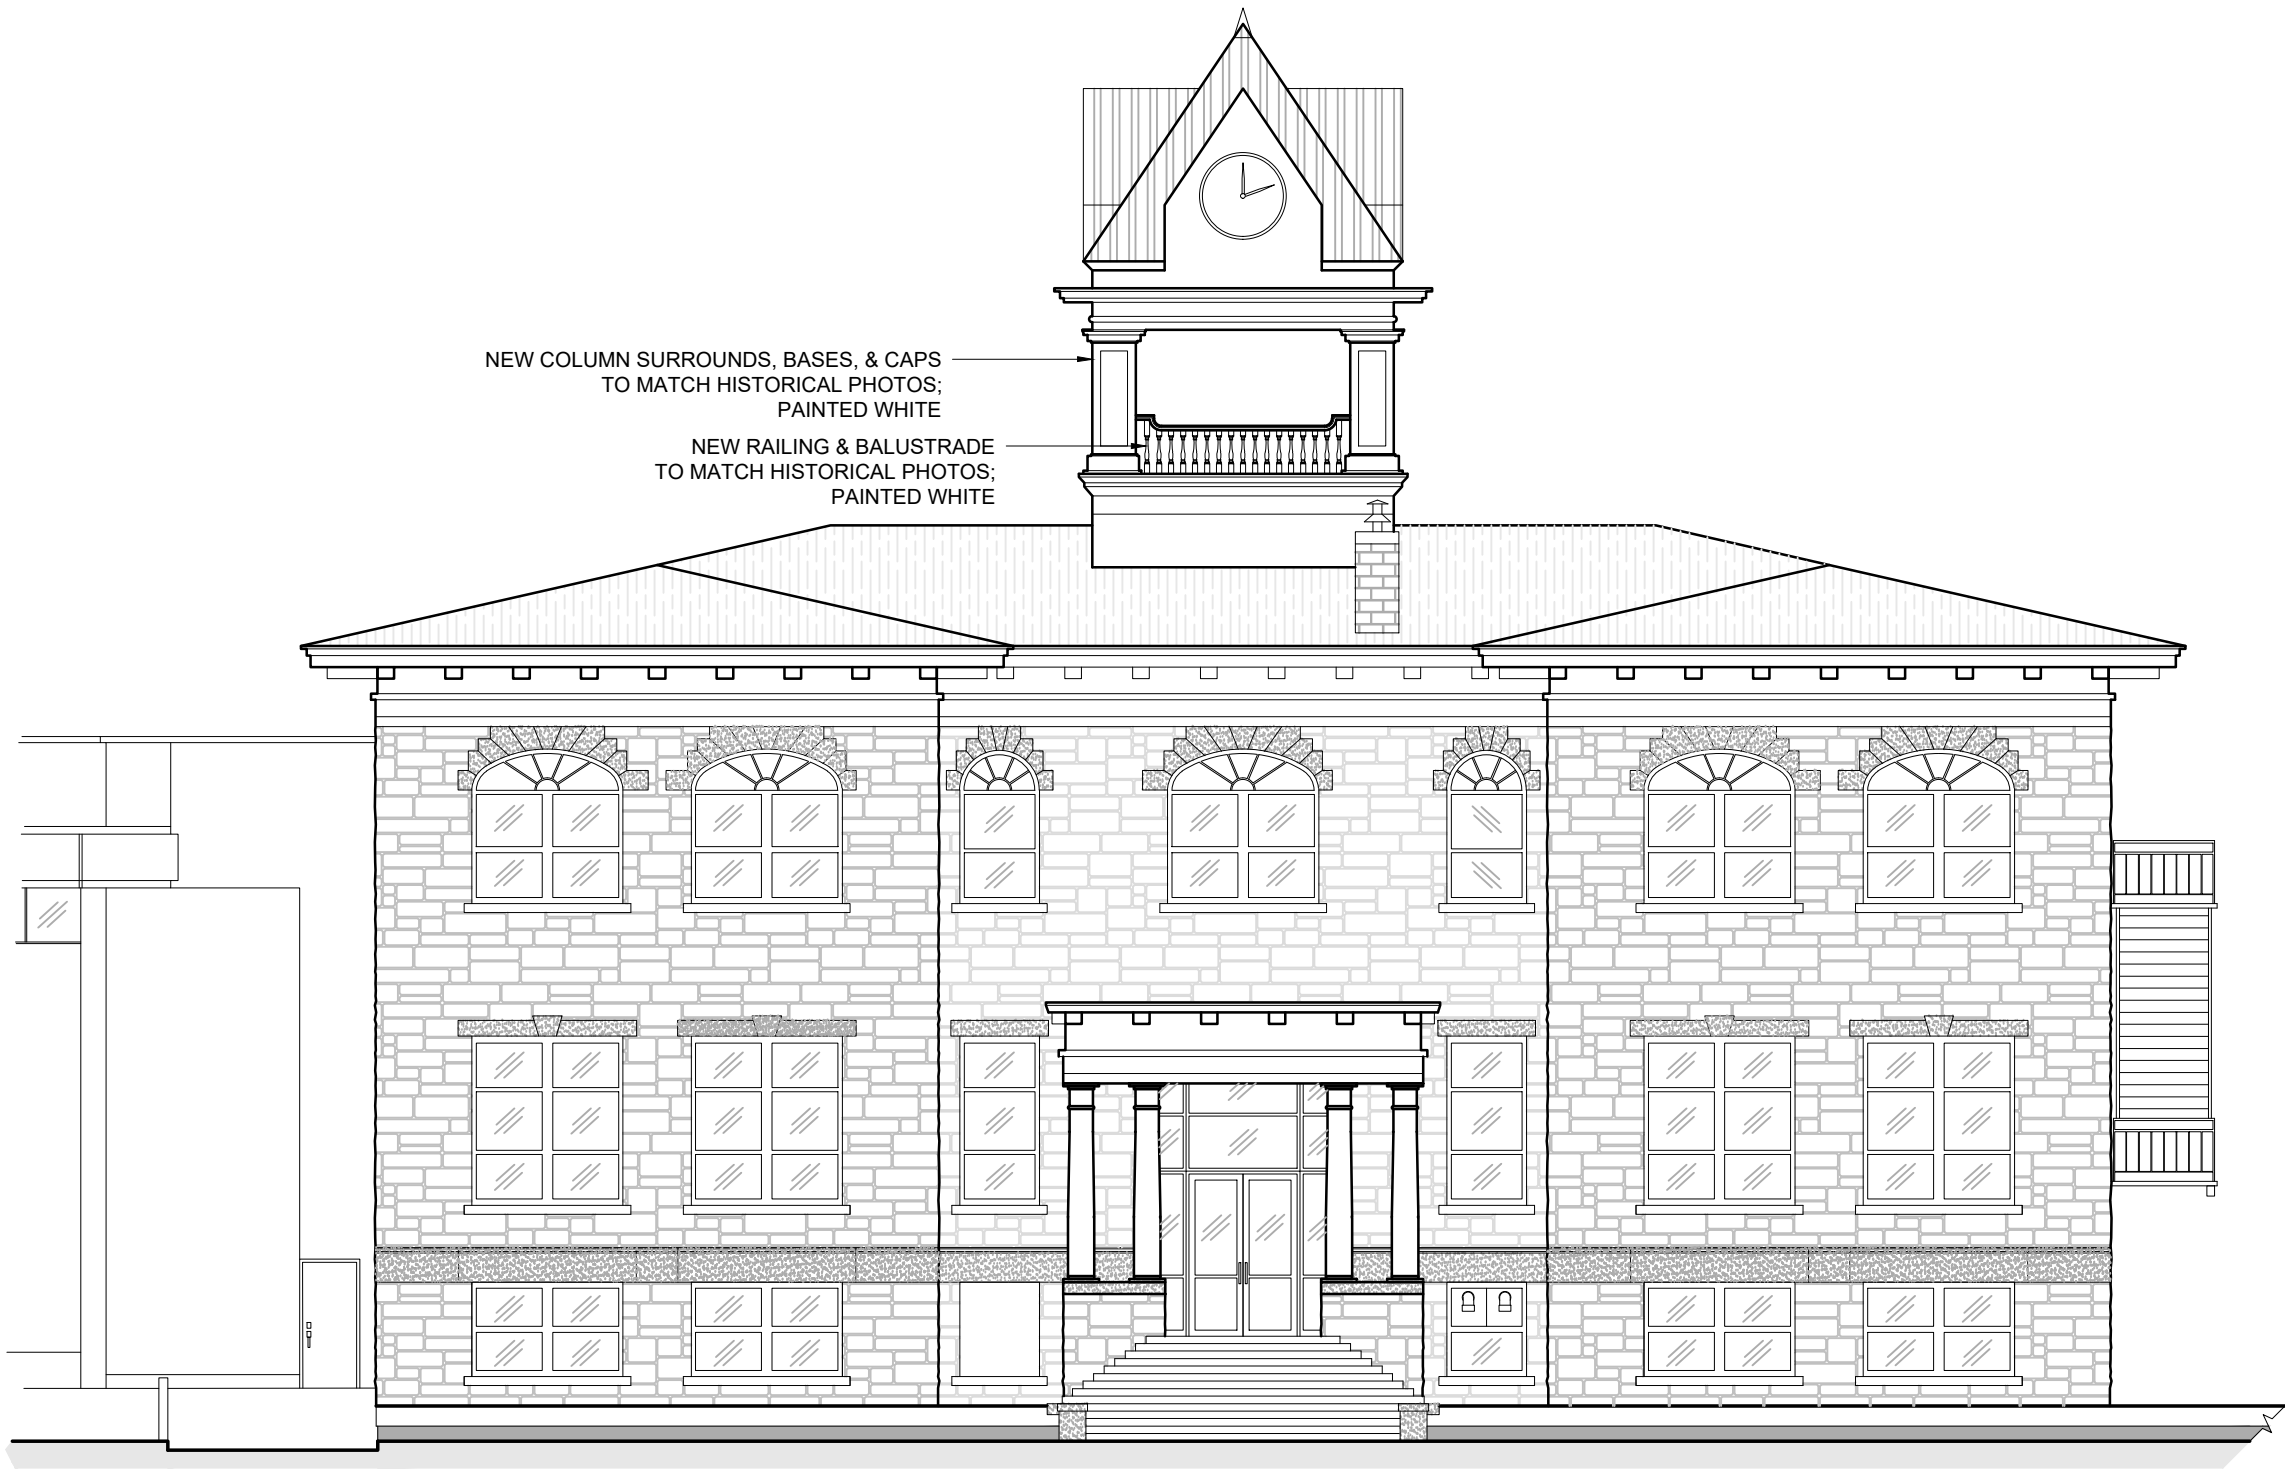 NEW COLUMN SURROUNDS, BASES, & CAPS
TO MATCH HISTORICAL PHOTOS;
PAINTED WHITE
NEW RAILING & BALUSTRADE
TO MATCH HISTORICAL PHOTOS;
PAINTED WHITE